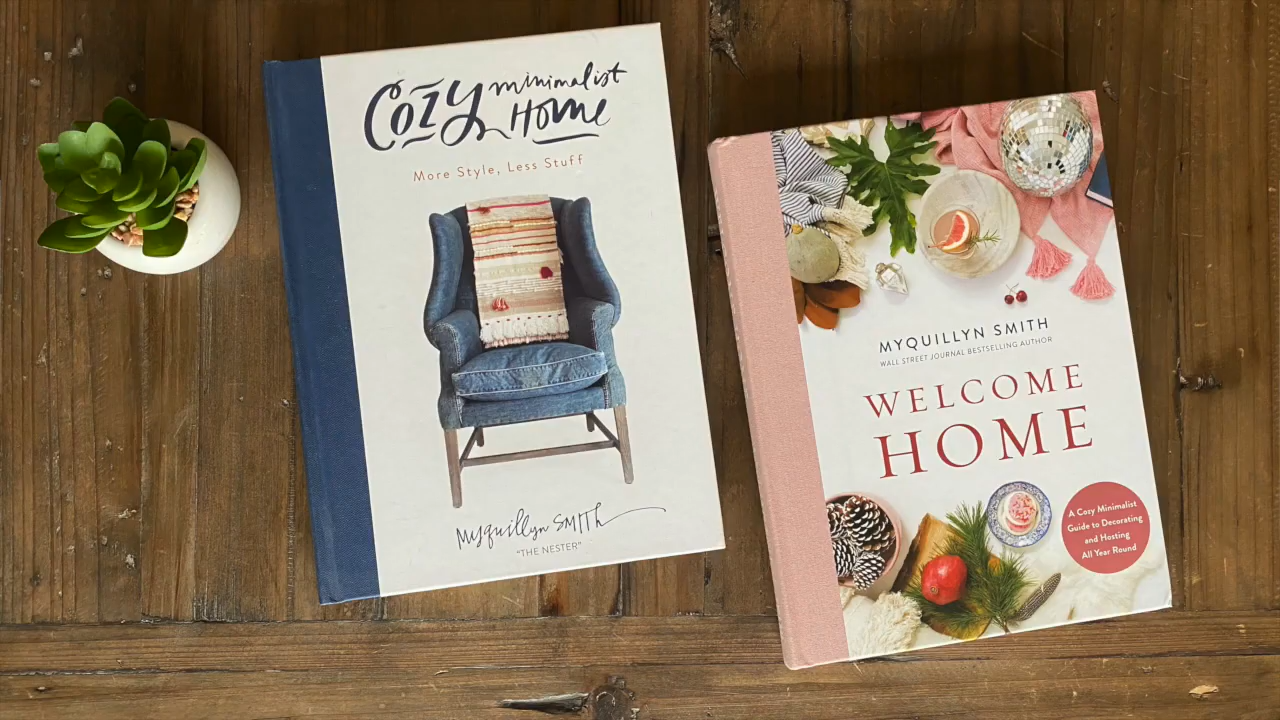 Cozy minimalist
Home
More Style, Less Stuff
Myquillyn SMITH
"THE NESTER"
MYQUILLYN SMITH
WALL STREET JOURNAL BESTSELLING AUTHOR
WELCOME
HOME
A Cozy Minimalist
Guide to Decorating
and Hosting
All Year Round